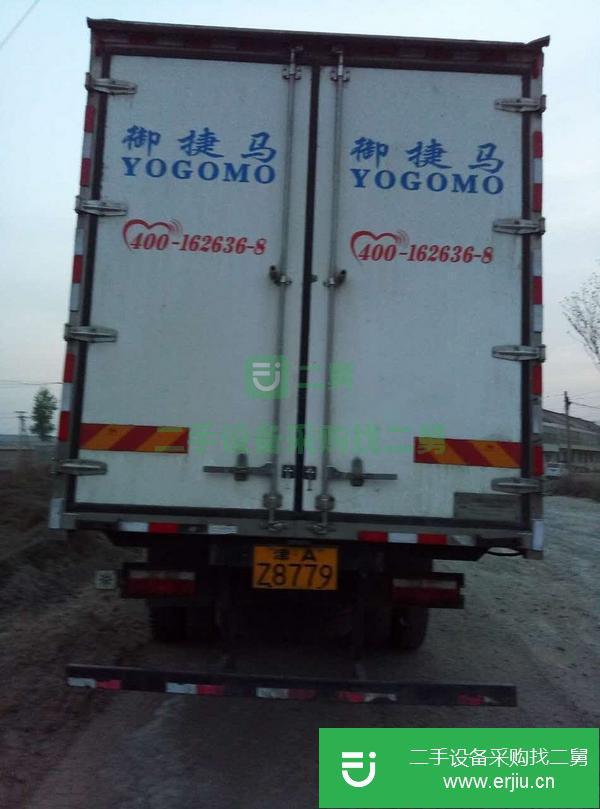 御捷马 御捷马
YOGOMO YOGOMO
400-162636-8 400-162636-8
二舅
二手设备采购找二舅
津A
Z8779
二手设备采购找二舅
www.erjiu.cn